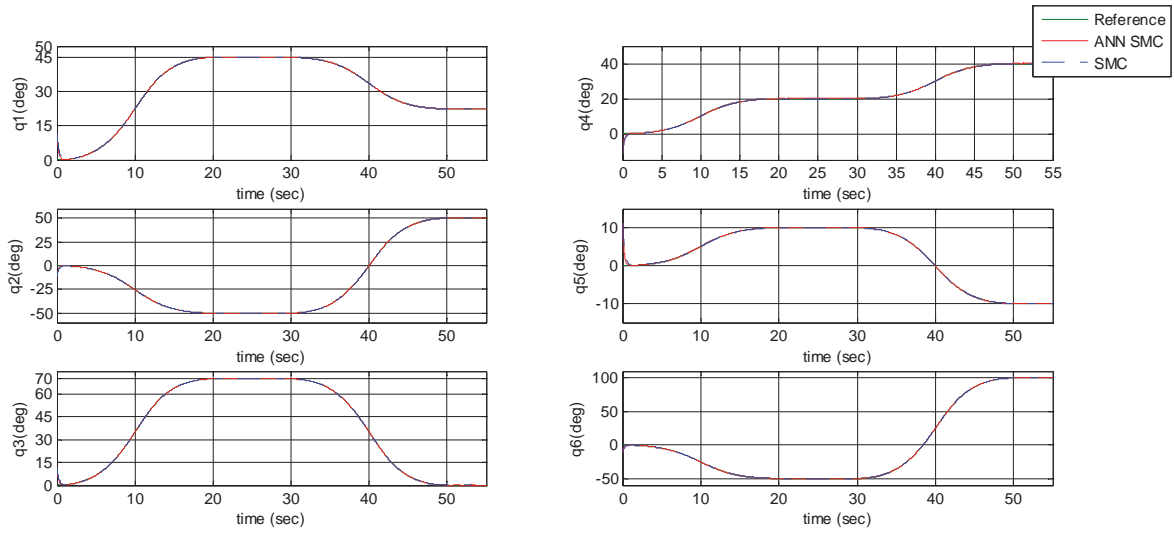 Reference
ANN SMC
SMC
q1(deg)
50
45
30
15
0
0 10 20 30 40 50
time (sec)
q4(deg)
40
20
0
0 5 10 15 20 25 30 35 40 45 50 55
time (sec)
q2(deg)
50
25
0
-25
-50
0 10 20 30 40 50
time (sec)
q5(deg)
10
0
-10
0 10 20 30 40 50
time (sec)
q3(deg)
70
60
45
30
15
0
0 10 20 30 40 50
time (sec)
q6(deg)
100
50
0
-50
0 10 20 30 40 50
time (sec)